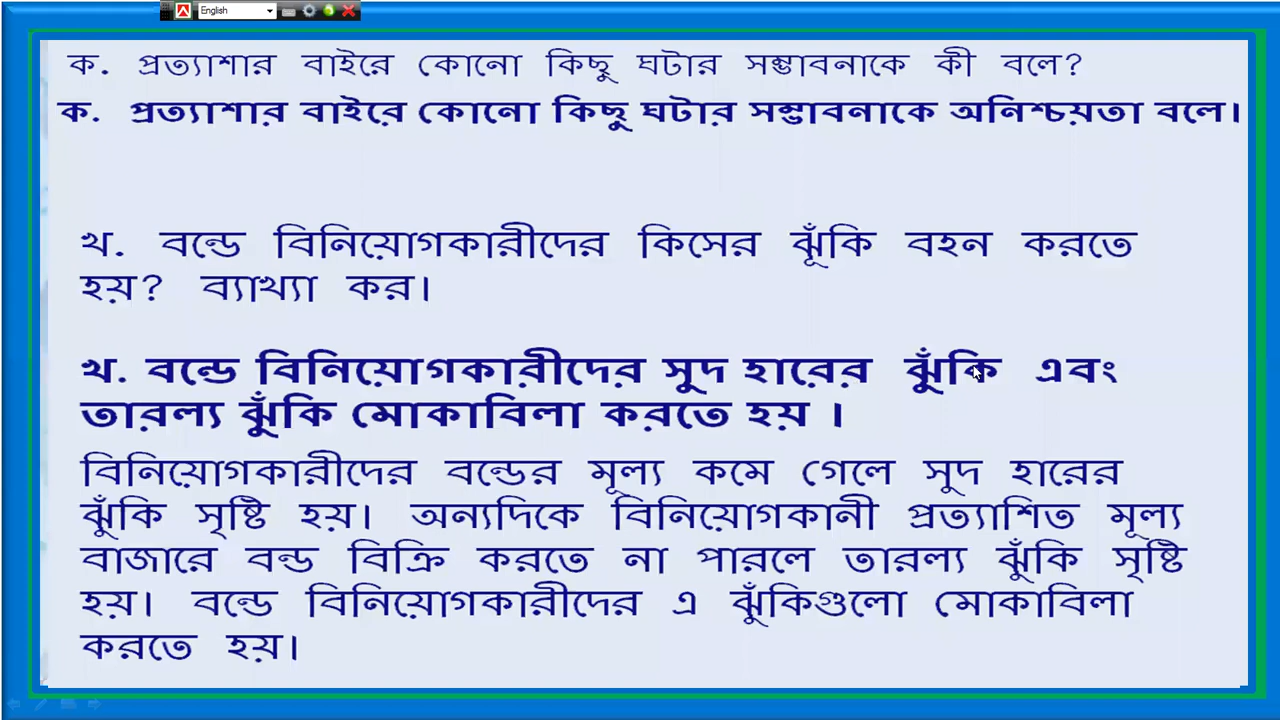 English
ক. প্রত্যাশার বাইরে কোনো কিছু ঘটার সম্ভাবনাকে কী বলে?
ক. প্রত্যাশার বাইরে কোনো কিছু ঘটার সম্ভাবনাকে অনিশ্চয়তা বলে।
খ. বন্ডে বিনিয়োগকারীদের কিসের ঝুঁকি বহন করতে
হয়? ব্যাখ্যা কর।
খ. বন্ডে বিনিয়োগকারীদের সুদ হারের ঝুঁকি এবং
তারল্য ঝুঁকি মোকাবিলা করতে হয় ।
বিনিয়োগকারীদের বন্ডের মূল্য কমে গেলে সুদ হারের
ঝুঁকি সৃষ্টি হয়। অন্যদিকে বিনিয়োগকানী প্রত্যাশিত মূল্য
বাজারে বন্ড বিক্রি করতে না পারলে তারল্য ঝুঁকি সৃষ্টি
হয়। বন্ডে বিনিয়োগকারীদের এ ঝুঁকিগুলো মোকাবিলা
করতে হয়।